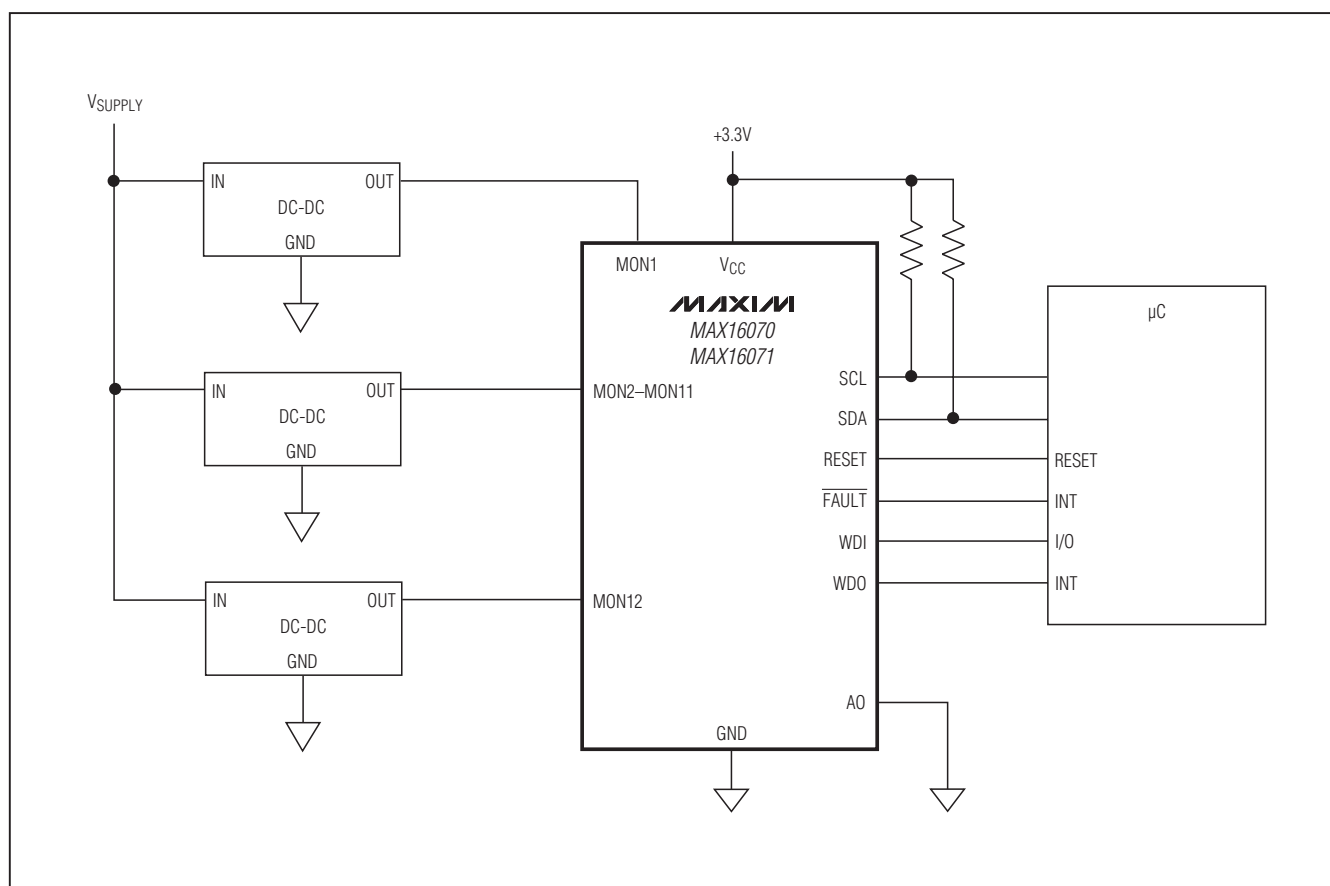 VSUPPLY
+3.3V
IN
OUT
DC-DC
GND
MON1
VCC
MAXIM
MAX16070
MAX16071
µC
IN
OUT
DC-DC
GND
MON2–MON11
SCL
SDA
RESET
RESET
FAULT
INT
WDI
I/O
WDO
INT
IN
OUT
DC-DC
GND
MON12
A0
GND